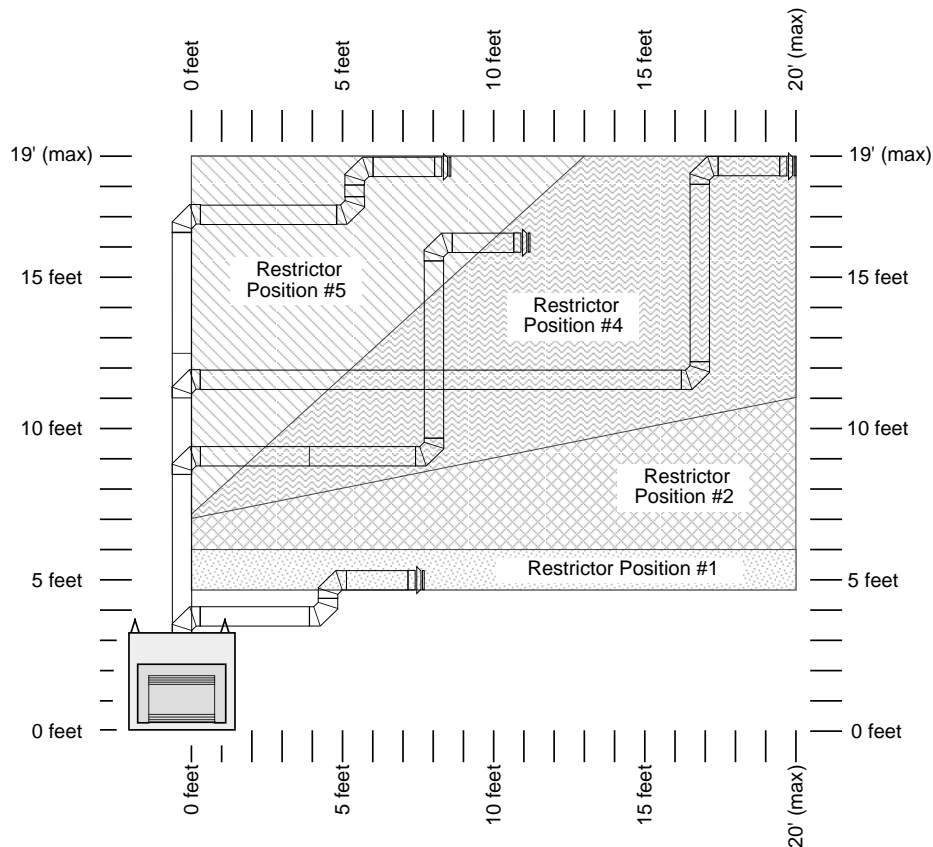 0 feet
5 feet
10 feet
15 feet
20' (max)
19' (max)
19' (max)
15 feet
15 feet
Restrictor
Position #5
Restrictor
Position #4
10 feet
10 feet
Restrictor
Position #2
Restrictor Position #1
5 feet
5 feet
0 feet
0 feet
0 feet
5 feet
10 feet
15 feet
20' (max)